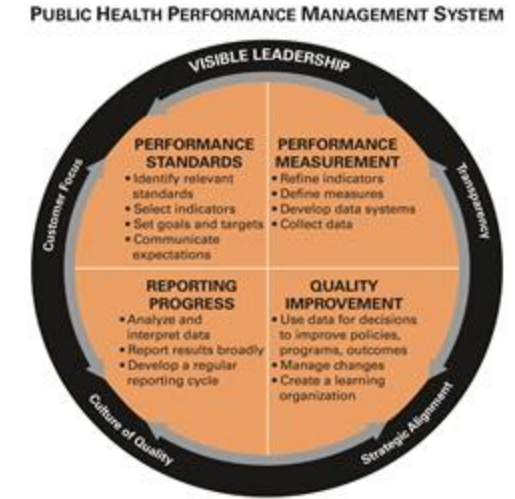 PUBLIC HEALTH PERFORMANCE MANAGEMENT SYSTEM
VISIBLE LEADERSHIP
Customer Focus
Transparency
PERFORMANCE
STANDARDS
• Identify relevant
standards
• Select indicators
• Set goals and targets
• Communicate
expectations
PERFORMANCE
MEASUREMENT
• Refine indicators
• Define measures
• Develop data systems
• Collect data
REPORTING
PROGRESS
• Analyze and
interpret data
• Report results broadly
• Develop a regular
reporting cycle
QUALITY
IMPROVEMENT
• Use data for decisions
to improve policies,
programs, outcomes
• Manage changes
• Create a learning
organization
Culture of Quality
Strategic Alignment